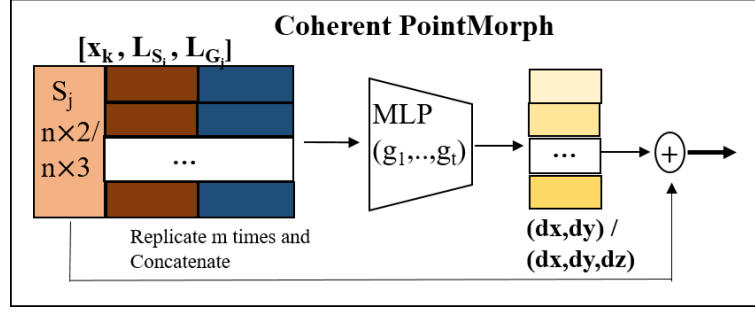 Coherent PointMorph
[x_k , L_{S_i} , L_{G_j}]
S_j
n×2/
n×3
...
MLP
(g_1,..,g_t)
...
+
Replicate m times and
Concatenate
(dx,dy) /
(dx,dy,dz)